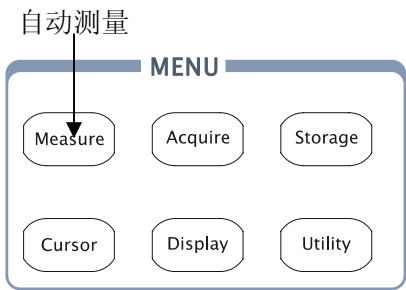 自动测量
MENU
Measure Acquire Storage
Cursor Display Utility